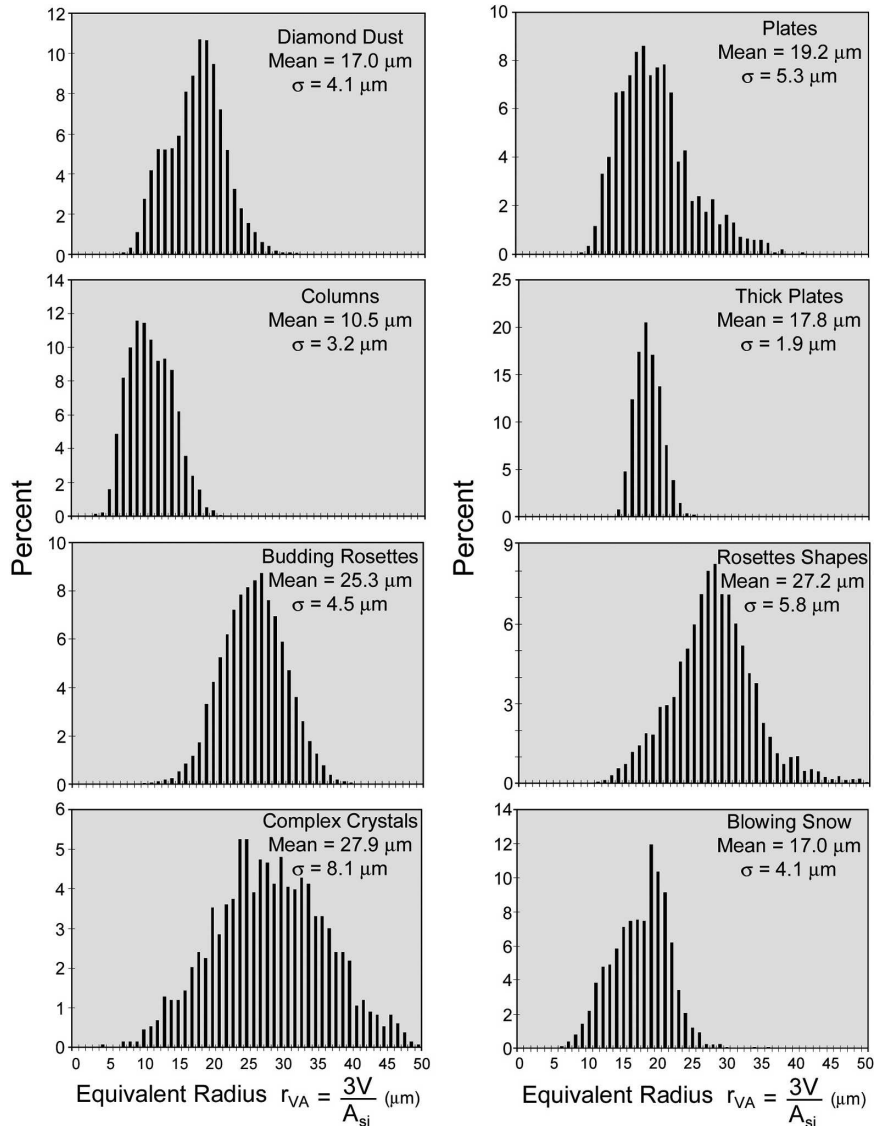 12
10
8
6
4
2
0
Diamond Dust
Mean = 17.0 μm
σ = 4.1 μm
10
8
6
4
2
0
Plates
Mean = 19.2 μm
σ = 5.3 μm
14
12
10
8
6
4
2
0
Columns
Mean = 10.5 μm
σ = 3.2 μm
25
20
15
10
5
0
Thick Plates
Mean = 17.8 μm
σ = 1.9 μm
Percent
Percent
10
8
6
4
2
0
Budding Rosettes
Mean = 25.3 μm
σ = 4.5 μm
9
6
3
0
Rosettes Shapes
Mean = 27.2 μm
σ = 5.8 μm
6
5
4
3
2
1
0
Complex Crystals
Mean = 27.9 μm
σ = 8.1 μm
0 5 10 15 20 25 30 35 40 45 50
Equivalent Radius r_VA = 3V/A_si (μm)
14
12
10
8
6
4
2
0
Blowing Snow
Mean = 17.0 μm
σ = 4.1 μm
0 5 10 15 20 25 30 35 40 45 50
Equivalent Radius r_VA = 3V/A_si (μm)